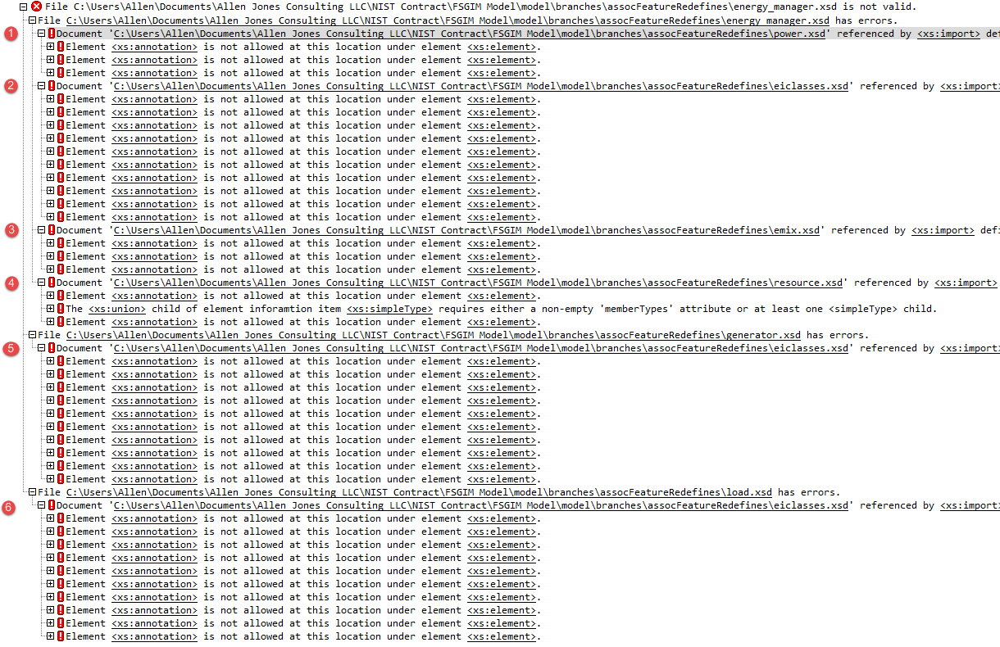 File C:\Users\Allen\Documents\Allen Jones Consulting LLC\NIST Contract\FSGIM Model\model\branches\assocFeatureRedefines\energy_manager.xsd is not valid.
File C:\Users\Allen\Documents\Allen Jones Consulting LLC\NIST Contract\FSGIM Model\model\branches\assocFeatureRedefines\energy_manager.xsd has errors.
1 Document 'C:\Users\Allen\Documents\Allen Jones Consulting LLC\NIST Contract\FSGIM Model\model\branches\assocFeatureRedefines\power.xsd' referenced by <xs:import> def
Element <xs:annotation> is not allowed at this location under element <xs:element>.
Element <xs:annotation> is not allowed at this location under element <xs:element>.
Element <xs:annotation> is not allowed at this location under element <xs:element>.
2 Document 'C:\Users\Allen\Documents\Allen Jones Consulting LLC\NIST Contract\FSGIM Model\model\branches\assocFeatureRedefines\eiclasses.xsd' referenced by <xs:import
Element <xs:annotation> is not allowed at this location under element <xs:element>.
Element <xs:annotation> is not allowed at this location under element <xs:element>.
Element <xs:annotation> is not allowed at this location under element <xs:element>.
Element <xs:annotation> is not allowed at this location under element <xs:element>.
Element <xs:annotation> is not allowed at this location under element <xs:element>.
Element <xs:annotation> is not allowed at this location under element <xs:element>.
Element <xs:annotation> is not allowed at this location under element <xs:element>.
Element <xs:annotation> is not allowed at this location under element <xs:element>.
Element <xs:annotation> is not allowed at this location under element <xs:element>.
Element <xs:annotation> is not allowed at this location under element <xs:element>.
3 Document 'C:\Users\Allen\Documents\Allen Jones Consulting LLC\NIST Contract\FSGIM Model\model\branches\assocFeatureRedefines\emix.xsd' referenced by <xs:import> defi
Element <xs:annotation> is not allowed at this location under element <xs:element>.
Element <xs:annotation> is not allowed at this location under element <xs:element>.
Element <xs:annotation> is not allowed at this location under element <xs:element>.
4 Document 'C:\Users\Allen\Documents\Allen Jones Consulting LLC\NIST Contract\FSGIM Model\model\branches\assocFeatureRedefines\resource.xsd' referenced by <xs:import>
Element <xs:annotation> is not allowed at this location under element <xs:element>.
The <xs:union> child of element inforamtion item <xs:simpleType> requires either a non-empty 'memberTypes' attribute or at least one <simpleType> child.
Element <xs:annotation> is not allowed at this location under element <xs:element>.
File C:\Users\Allen\Documents\Allen Jones Consulting LLC\NIST Contract\FSGIM Model\model\branches\assocFeatureRedefines\generator.xsd has errors.
5 Document 'C:\Users\Allen\Documents\Allen Jones Consulting LLC\NIST Contract\FSGIM Model\model\branches\assocFeatureRedefines\eiclasses.xsd' referenced by <xs:import
Element <xs:annotation> is not allowed at this location under element <xs:element>.
Element <xs:annotation> is not allowed at this location under element <xs:element>.
Element <xs:annotation> is not allowed at this location under element <xs:element>.
Element <xs:annotation> is not allowed at this location under element <xs:element>.
Element <xs:annotation> is not allowed at this location under element <xs:element>.
Element <xs:annotation> is not allowed at this location under element <xs:element>.
Element <xs:annotation> is not allowed at this location under element <xs:element>.
Element <xs:annotation> is not allowed at this location under element <xs:element>.
Element <xs:annotation> is not allowed at this location under element <xs:element>.
Element <xs:annotation> is not allowed at this location under element <xs:element>.
File C:\Users\Allen\Documents\Allen Jones Consulting LLC\NIST Contract\FSGIM Model\model\branches\assocFeatureRedefines\load.xsd has errors.
6 Document 'C:\Users\Allen\Documents\Allen Jones Consulting LLC\NIST Contract\FSGIM Model\model\branches\assocFeatureRedefines\eiclasses.xsd' referenced by <xs:import
Element <xs:annotation> is not allowed at this location under element <xs:element>.
Element <xs:annotation> is not allowed at this location under element <xs:element>.
Element <xs:annotation> is not allowed at this location under element <xs:element>.
Element <xs:annotation> is not allowed at this location under element <xs:element>.
Element <xs:annotation> is not allowed at this location under element <xs:element>.
Element <xs:annotation> is not allowed at this location under element <xs:element>.
Element <xs:annotation> is not allowed at this location under element <xs:element>.
Element <xs:annotation> is not allowed at this location under element <xs:element>.
Element <xs:annotation> is not allowed at this location under element <xs:element>.
Element <xs:annotation> is not allowed at this location under element <xs:element>.